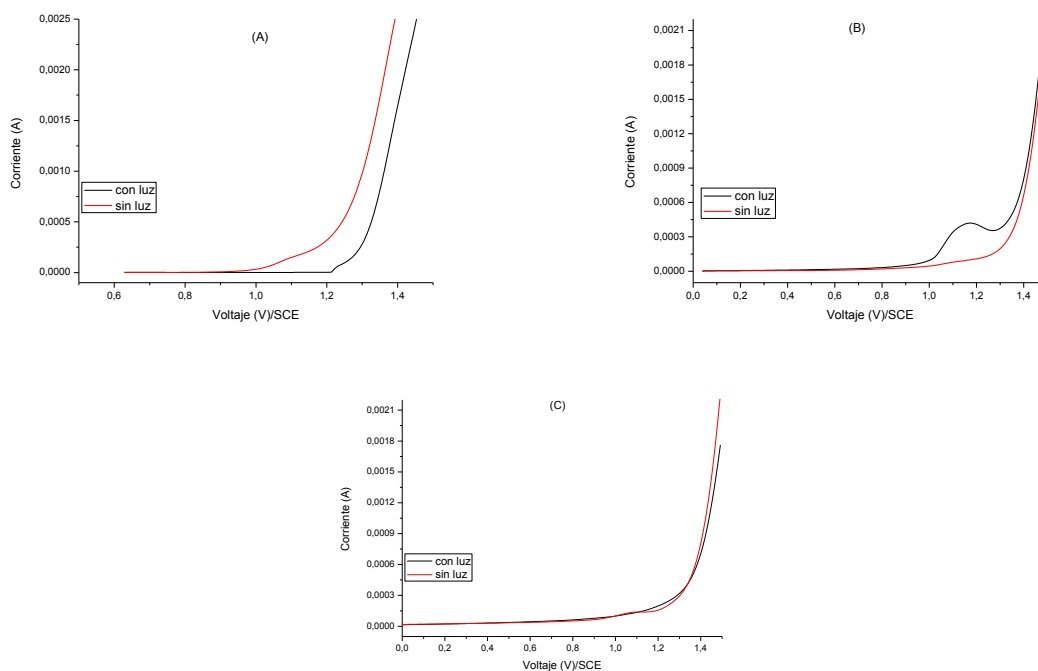 (A)
0,0025
0,0020
0,0015
0,0010
0,0005
0,0000
Corriente (A)
con luz
sin luz
0,6 0,8 1,0 1,2 1,4
Voltaje (V)/SCE
(B)
0,0021
0,0018
0,0015
0,0012
0,0009
0,0006
0,0003
0,0000
Corriente (A)
con luz
sin luz
0,0 0,2 0,4 0,6 0,8 1,0 1,2 1,4
Voltaje (V)/SCE
(C)
0,0021
0,0018
0,0015
0,0012
0,0009
0,0006
0,0003
0,0000
Corriente (A)
con luz
sin luz
0,0 0,2 0,4 0,6 0,8 1,0 1,2 1,4
Voltaje (V)/SCE